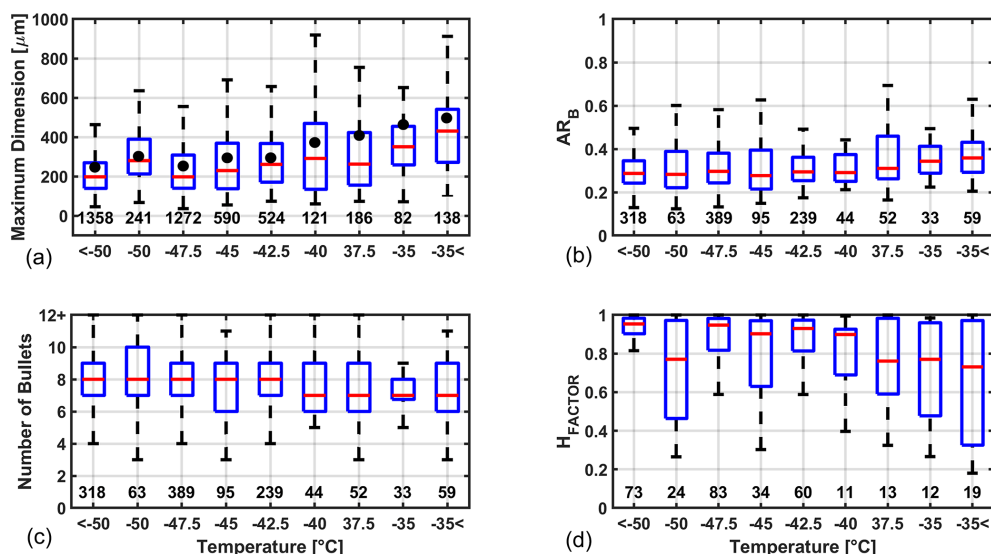 1000
800
600
400
200
0
Maximum Dimension [μm]
1358 241 1272 590 524 121 186 82 138
<-50 -50 -47.5 -45 -42.5 -40 37.5 -35 -35<
(a)
1
0.8
0.6
0.4
0.2
0
AR_B
318 63 389 95 239 44 52 33 59
<-50 -50 -47.5 -45 -42.5 -40 37.5 -35 -35<
(b)
12+
10
8
6
4
2
0
Number of Bullets
318 63 389 95 239 44 52 33 59
<-50 -50 -47.5 -45 -42.5 -40 37.5 -35 -35<
Temperature [°C]
(c)
1
0.8
0.6
0.4
0.2
0
H_FACTOR
73 24 83 34 60 11 13 12 19
<-50 -50 -47.5 -45 -42.5 -40 37.5 -35 -35<
Temperature [°C]
(d)